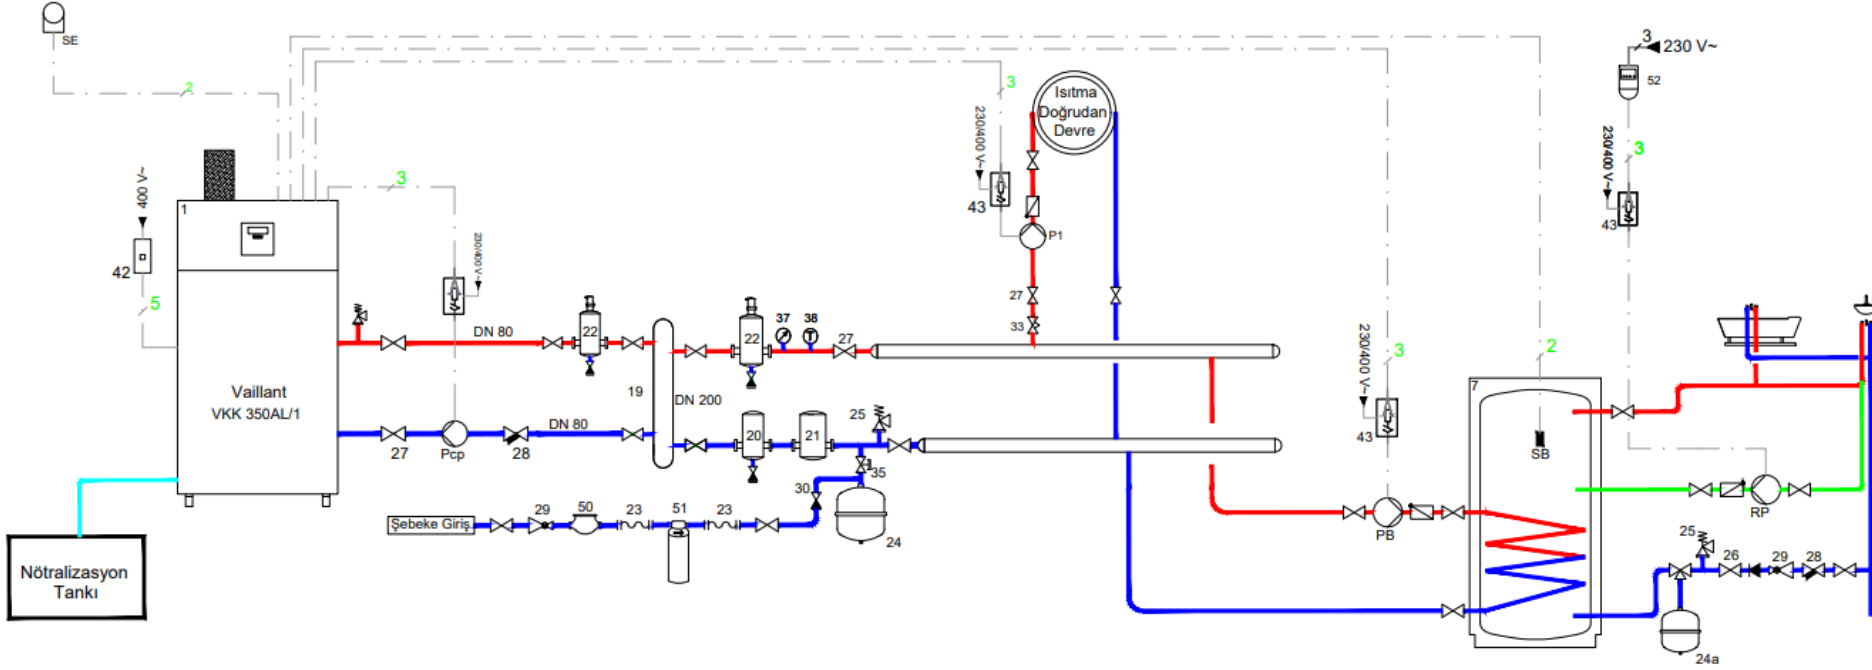 SE
2
3
3
230 V~
52
Isıtma
Doğrudan
Devre
230/400 V~
43
P1
230/400 V~
3
43
400 V~
42
5
1
3
230/400 V~
Vaillant
VKK 350AL/1
DN 80
22
22
37
38
27
27
33
19
DN 200
230/400 V~
3
43
7
2
SB
27
Pcp
28
DN 80
20
21
25
35
30
24
Şebeke Giriş
29
50
23
51
23
PB
RP
25
26
29
28
24a
Nötralizasyon
Tankı